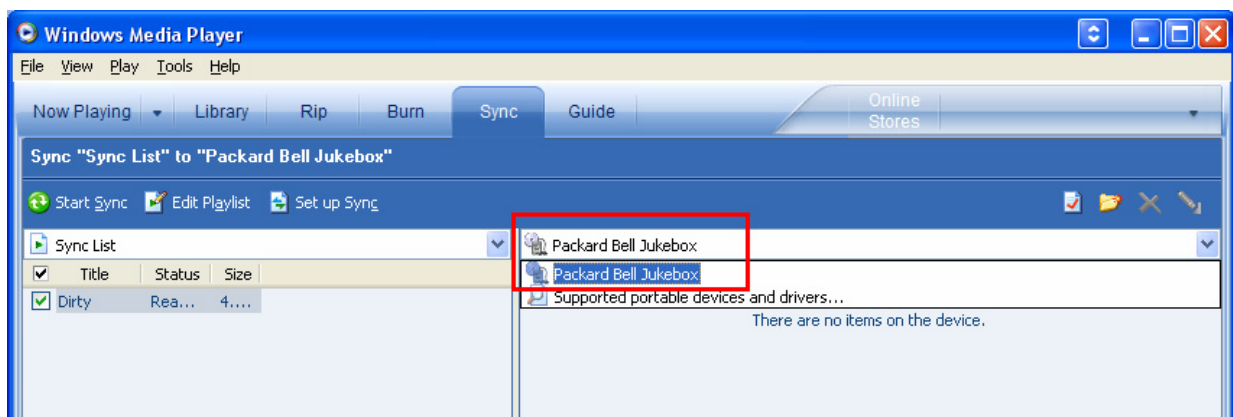 Windows Media Player
File View Play Tools Help
Now Playing Library Rip Burn Sync Guide Online Stores
Sync "Sync List" to "Packard Bell Jukebox"
Start Sync Edit Playlist Set up Sync
Sync List Packard Bell Jukebox
Title Status Size Packard Bell Jukebox
Dirty Rea... 4.... Supported portable devices and drivers...
There are no items on the device.